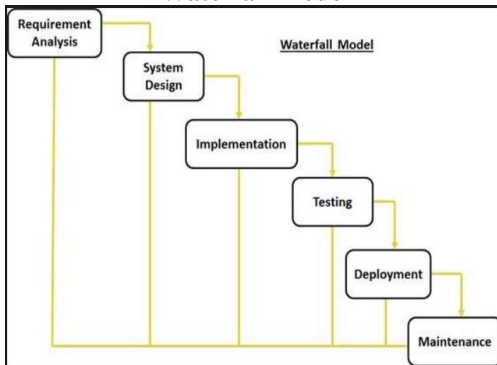 Requirement
Analysis
Waterfall Model
System
Design
Implementation
Testing
Deployment
Maintenance